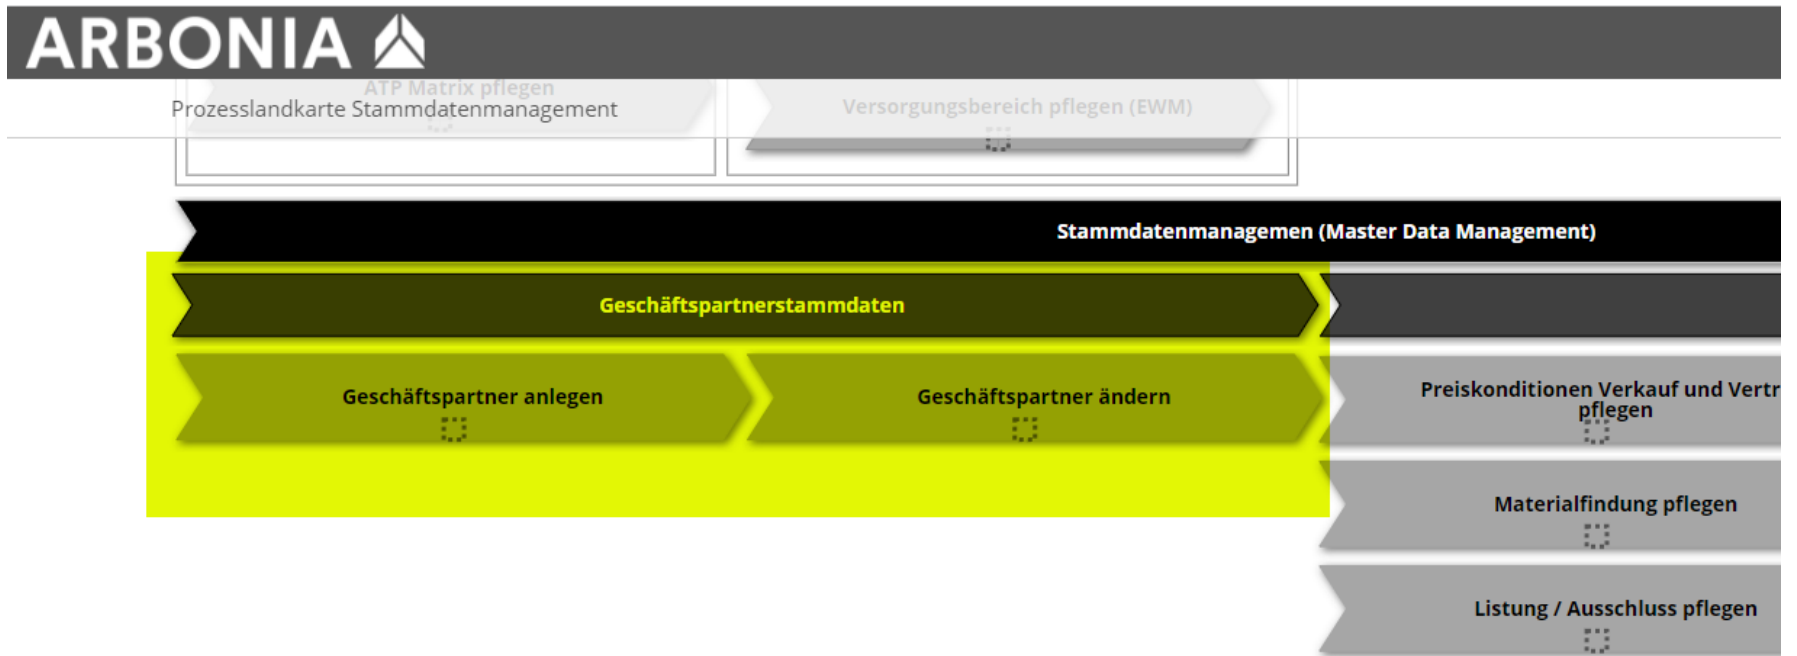 ARBONIA
ATP Matrix pflegen
Prozesslandkarte Stammdatenmanagement
Versorgungsbereich pflegen (EWM)
Stammdatenmanagemen (Master Data Management)
Geschäftspartnerstammdaten
Geschäftspartner anlegen
Geschäftspartner ändern
Preiskonditionen Verkauf und Vertr
pflegen
Materialfindung pflegen
Listung / Ausschluss pflegen